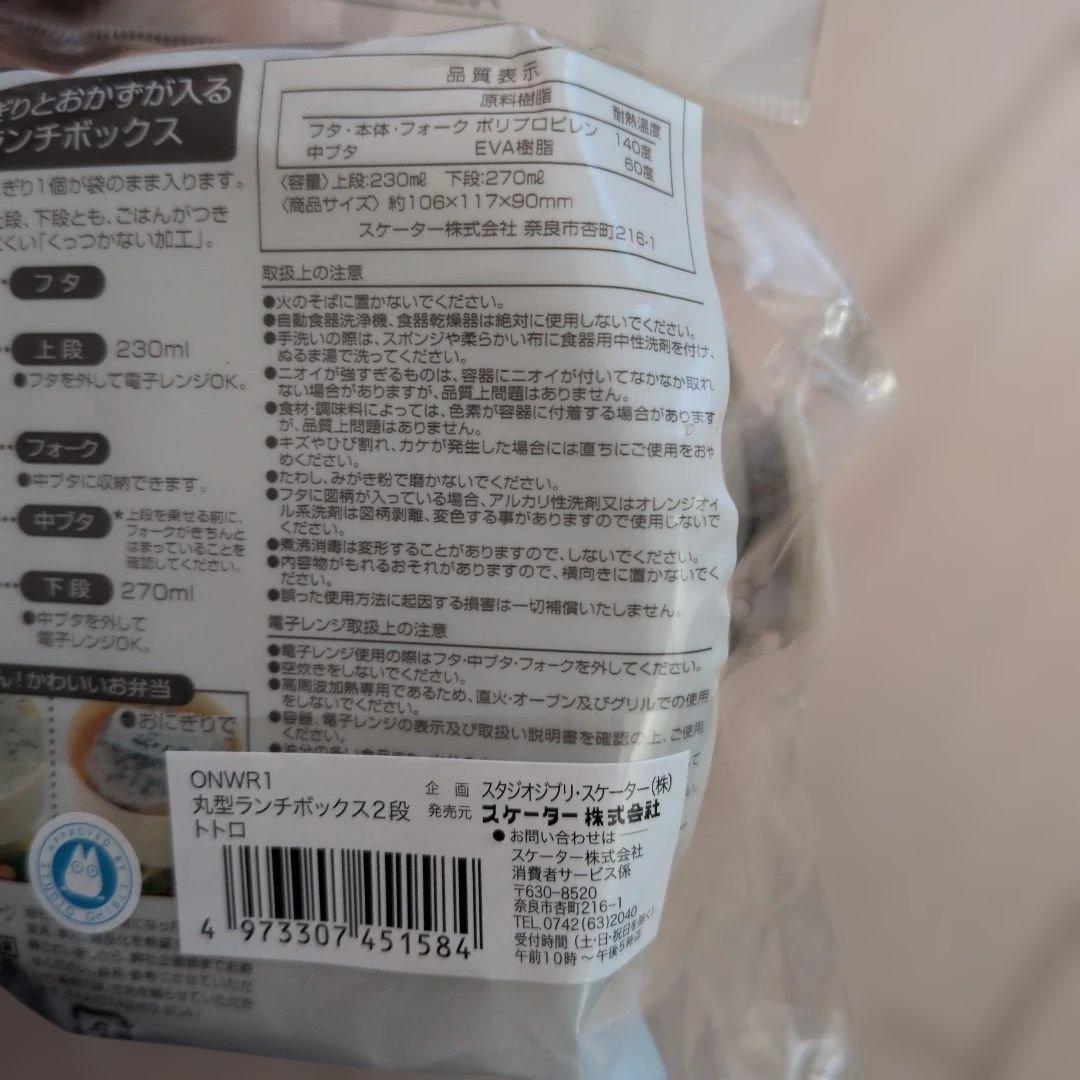 ぎりとおかずが入る
ランチボックス
ぎり1個が袋のまま入ります。
上段、下段とも、ごはんがつき
にくい「くっつかない加工」。
フタ
上段 230ml
●フタを外して電子レンジOK。
フォーク
●中ブタに収納できます。
中ブタ
★上段を乗せる前に、
フォークがきちんと
はまっていることを
確認してください。
下段 270ml
●中ブタを外して
電子レンジOK。
ん!かわいいお弁当
●おにぎりで
品質表示
原料樹脂 耐熱温度
フタ・本体・フォーク ポリプロピレン 140度
中ブタ EVA樹脂 60度
〈容量〉上段:230㎖ 下段:270㎖
〈商品サイズ〉約106×117×90mm
スケーター株式会社 奈良市杏町216-1
取扱上の注意
●火のそばに置かないでください。
●自動食器洗浄機、食器乾燥器は絶対に使用しないでください。
●手洗いの際は、スポンジや柔らかい布に食器用中性洗剤を付け、
ぬるま湯で洗ってください。
●ニオイが強すぎるものは、容器にニオイが付いてなかなか取れ
ない場合がありますが、品質上問題はありません。
●食材・調味料によっては、色素が容器に付着する場合があります
が、品質上問題はありません。
●キズやひび割れ、カケが発生した場合には直ちにご使用をおや
めください。
●たわし、みがき粉で磨かないでください。
●フタに図柄が入っている場合、アルカリ性洗剤又はオレンジオイ
ル系洗剤は図柄剥離、変色する事がありますので使用しないで
ください。
●煮沸消毒は変形することがありますので、しないでください。
●内容物がもれるおそれがありますので、横向きに置かないでく
ださい。
●誤った使用方法に起因する損害は一切補償いたしません。
電子レンジ取扱上の注意
●電子レンジ使用の際はフタ・中ブタ・フォークを外してください。
●空炊きをしないでください。
●高周波加熱専用であるため、直火・オーブン及びグリルでの使用
をしないでください。
●容器、電子レンジの表示及び取扱い説明書を確認の上、ご使用
ください。
ONWR1
丸型ランチボックス2段
トトロ
企画 スタジオジブリ・スケーター(株)
発売元 スケーター株式会社
●お問い合わせは
スケーター株式会社
消費者サービス係
〒630-8520
奈良市杏町216-1
TEL.0742(63)2040
受付時間(土・日・祝日を除く)
午前10時~午後5時迄
4 973307 451584
APPROVED BY
STUDIO GHIBLI